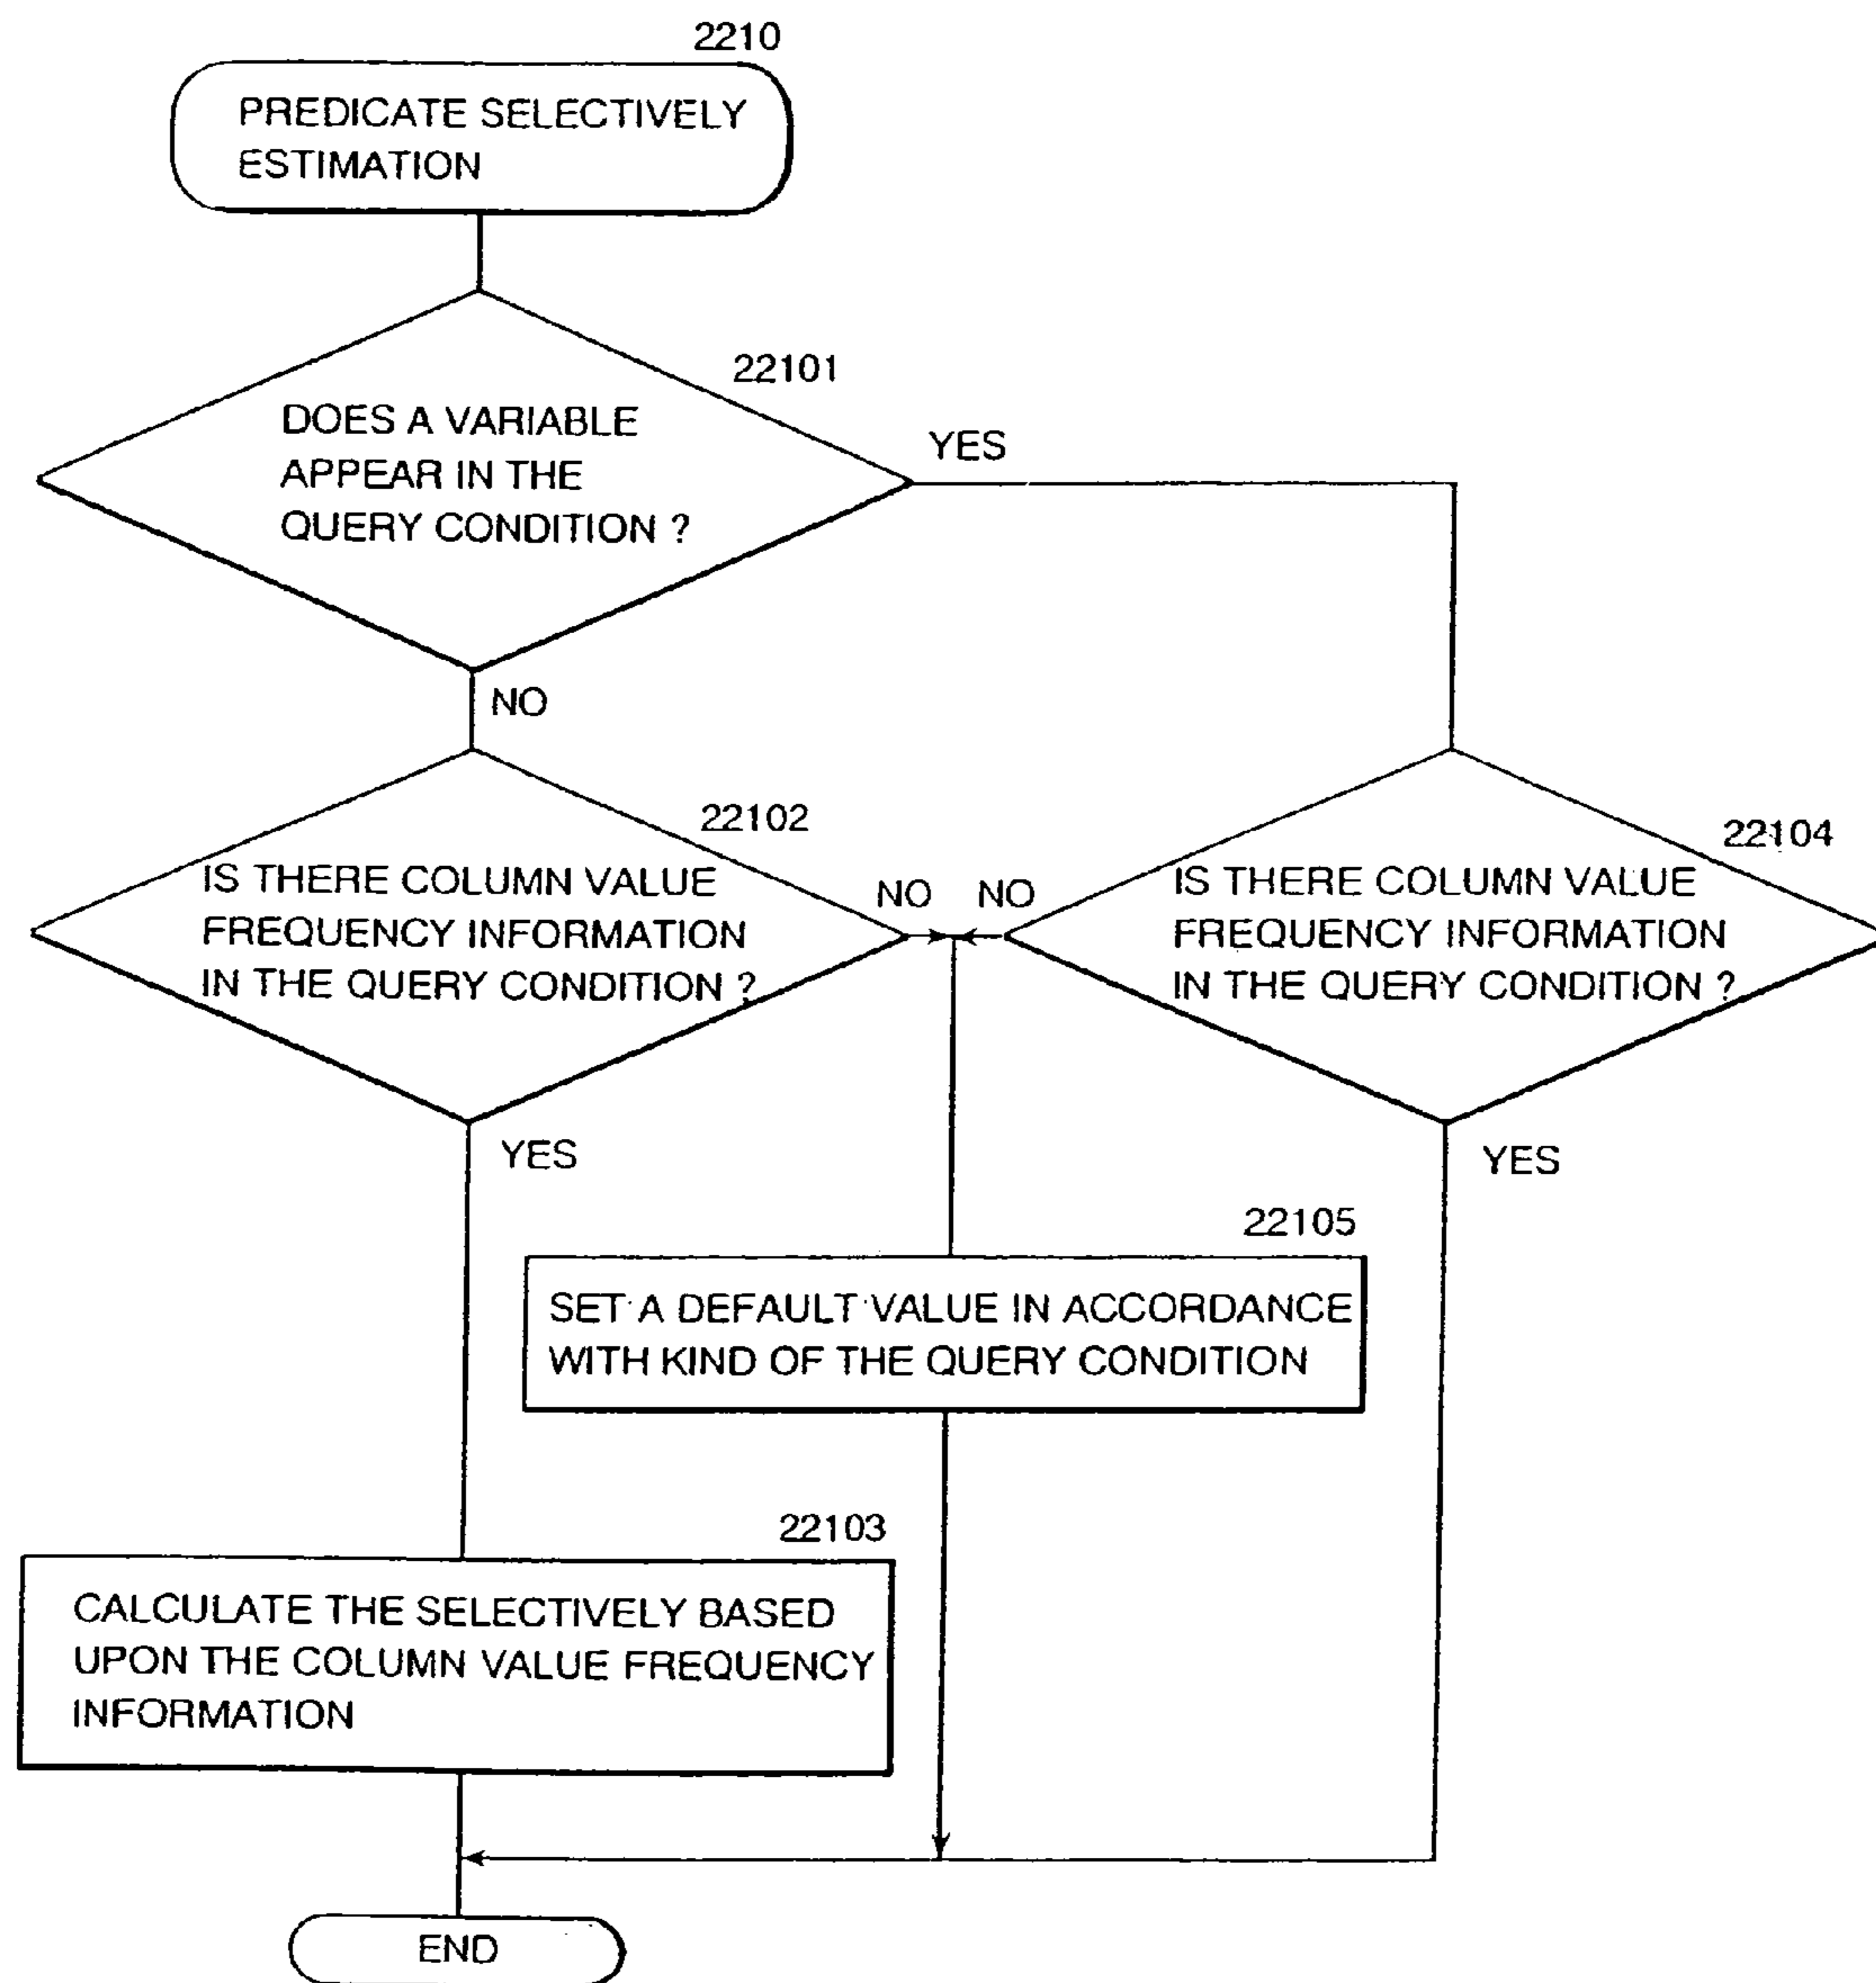 2210
PREDICATE SELECTIVELY
ESTIMATION
22101
DOES A VARIABLE
APPEAR IN THE
QUERY CONDITION ?
YES
NO
22102
IS THERE COLUMN VALUE
FREQUENCY INFORMATION
IN THE QUERY CONDITION ?
NO
NO
22104
IS THERE COLUMN VALUE
FREQUENCY INFORMATION
IN THE QUERY CONDITION ?
YES
YES
22105
SET A DEFAULT VALUE IN ACCORDANCE
WITH KIND OF THE QUERY CONDITION
22103
CALCULATE THE SELECTIVELY BASED
UPON THE COLUMN VALUE FREQUENCY
INFORMATION
END